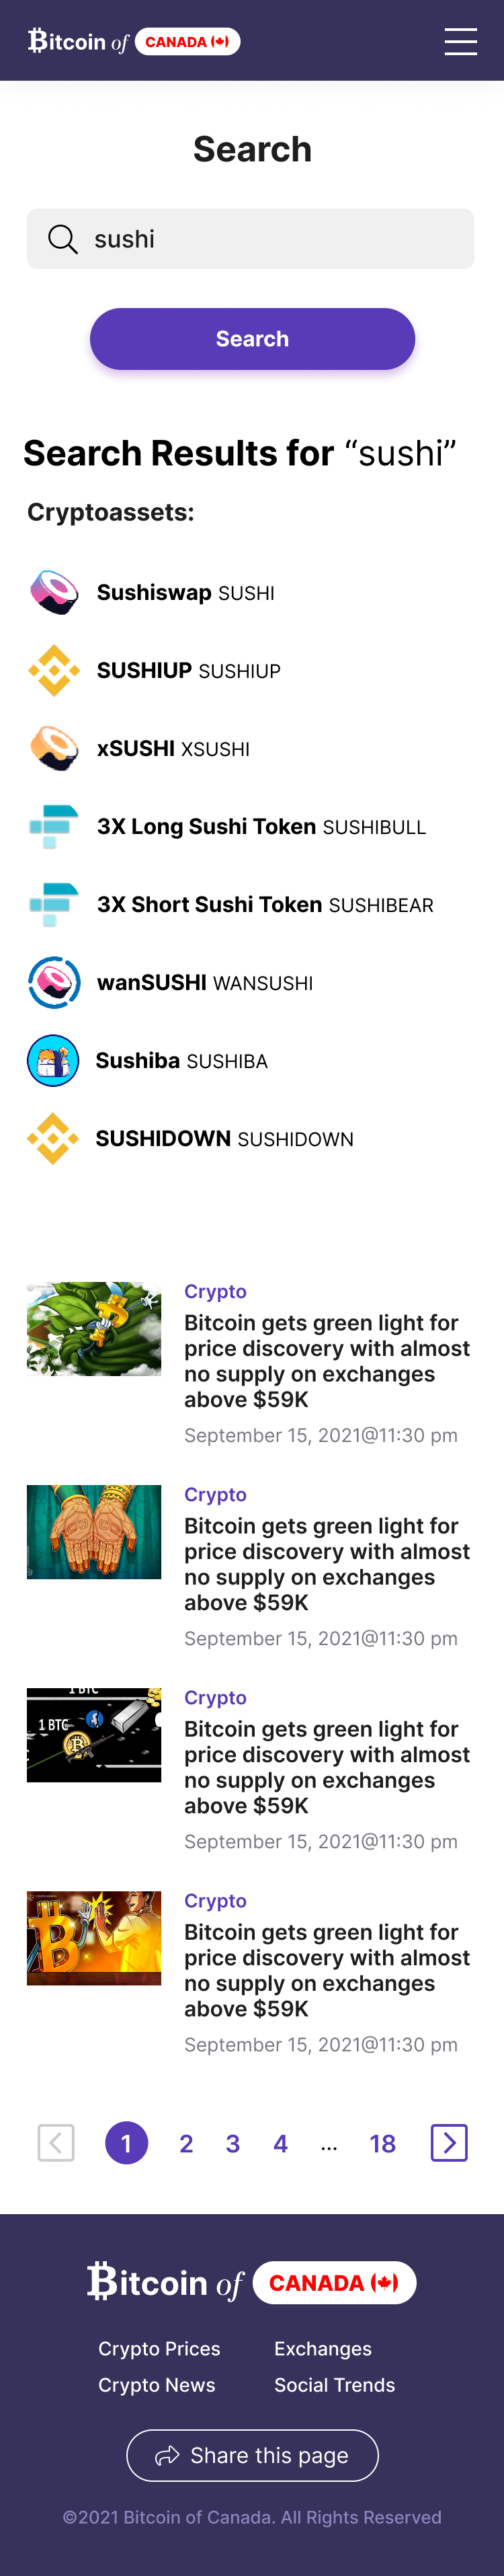 Bitcoin of CANADA
Search
sushi
Search
Search Results for “sushi”
Cryptoassets:
Sushiswap SUSHI
SUSHIUP SUSHIUP
xSUSHI XSUSHI
3X Long Sushi Token SUSHIBULL
3X Short Sushi Token SUSHIBEAR
wanSUSHI WANSUSHI
Sushiba SUSHIBA
SUSHIDOWN SUSHIDOWN
Crypto
Bitcoin gets green light for
price discovery with almost
no supply on exchanges
above $59K
September 15, 2021@11:30 pm
Crypto
Bitcoin gets green light for
price discovery with almost
no supply on exchanges
above $59K
September 15, 2021@11:30 pm
1 BTC
1 BTC
Crypto
Bitcoin gets green light for
price discovery with almost
no supply on exchanges
above $59K
September 15, 2021@11:30 pm
Crypto
Bitcoin gets green light for
price discovery with almost
no supply on exchanges
above $59K
September 15, 2021@11:30 pm
1 2 3 4 ... 18
Bitcoin of CANADA
Crypto Prices Exchanges
Crypto News Social Trends
Share this page
©2021 Bitcoin of Canada. All Rights Reserved